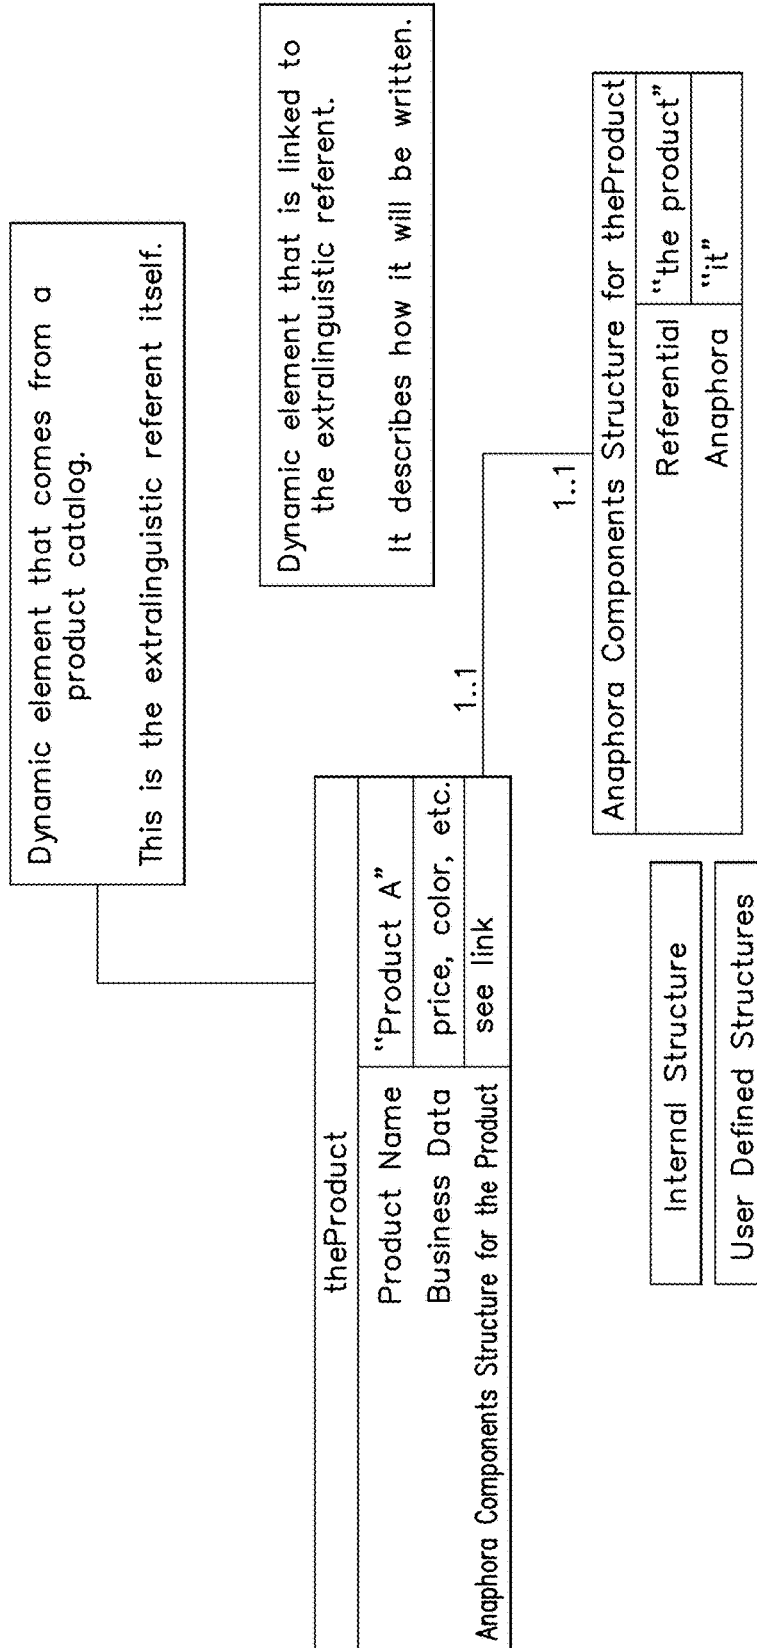 Dynamic element that comes from a
product catalog.
This is the extralinguistic referent itself.
Dynamic element that is linked to
the extralinguistic referent.
It describes how it will be written.
theProduct
Product Name "Product A"
Business Data price, color, etc.
Anaphora Components Structure for the Product see link
1..1
1..1
Anaphora Components Structure for theProduct
Referential "the product"
Anaphora "it"
Internal Structure
User Defined Structures